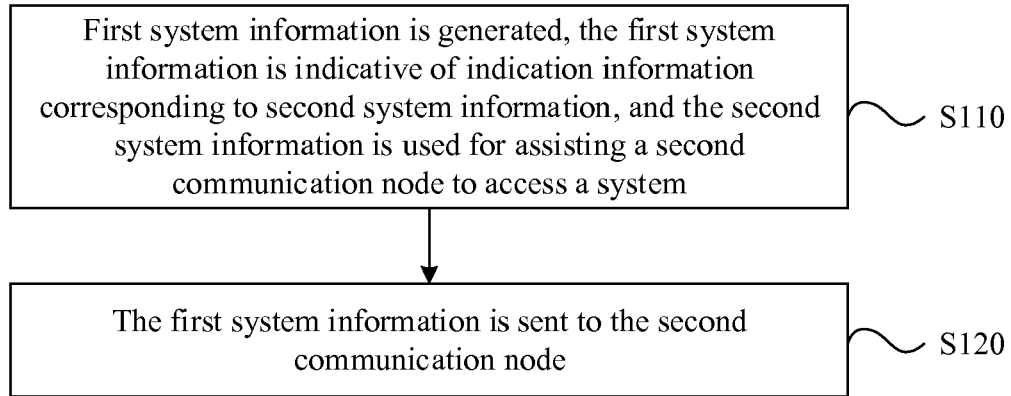 First system information is generated, the first system
information is indicative of indication information
corresponding to second system information, and the second
system information is used for assisting a second
communication node to access a system
S110
The first system information is sent to the second
communication node
S120